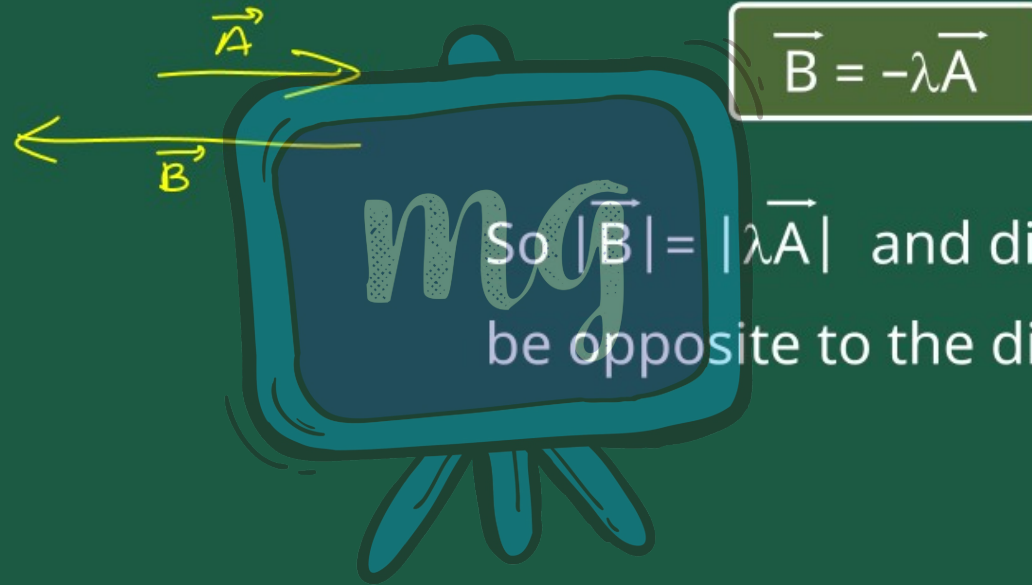 A⃗
B⃗
B⃗ = –λA⃗
mg
So |B⃗| = |λA⃗| and di
be opposite to the di